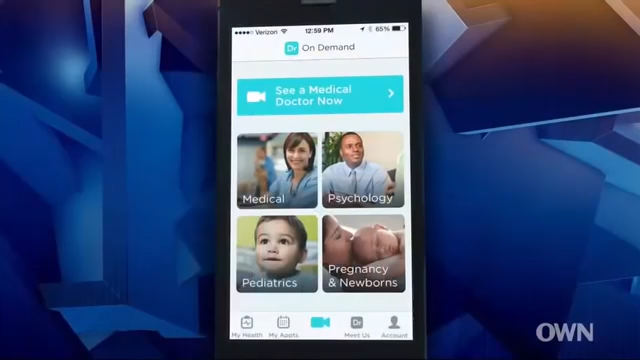 Verizon 12:59 PM 65%
Dr On Demand
See a Medical
Doctor Now
Medical
Psychology
Pediatrics
Pregnancy
& Newborns
My Health My Appts Dr Meet Us Account
OWN